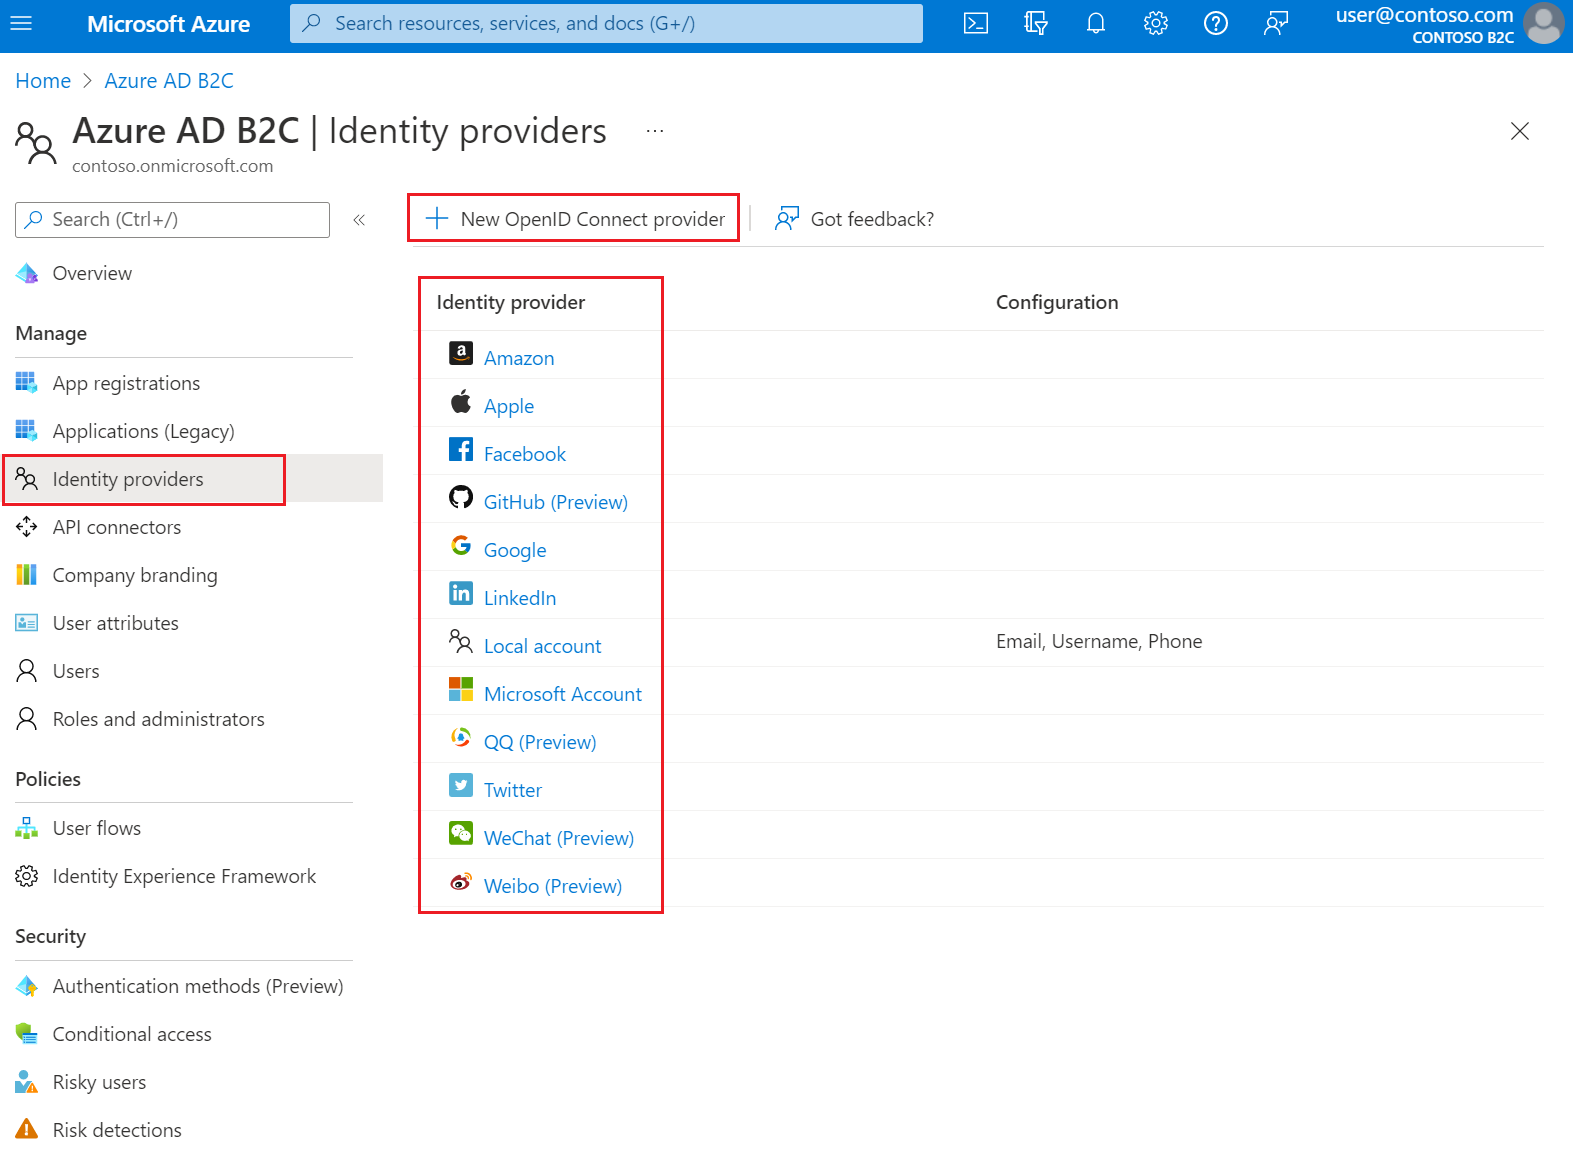 Microsoft Azure
Search resources, services, and docs (G+/)
user@contoso.com
CONTOSO B2C
Home > Azure AD B2C
Azure AD B2C | Identity providers ...
contoso.onmicrosoft.com
Search (Ctrl+/)
«
Overview
Manage
App registrations
Applications (Legacy)
Identity providers
API connectors
Company branding
User attributes
Users
Roles and administrators
Policies
User flows
Identity Experience Framework
Security
Authentication methods (Preview)
Conditional access
Risky users
Risk detections
New OpenID Connect provider
Got feedback?
Identity provider Configuration
Amazon
Apple
Facebook
GitHub (Preview)
Google
LinkedIn
Local account Email, Username, Phone
Microsoft Account
QQ (Preview)
Twitter
WeChat (Preview)
Weibo (Preview)